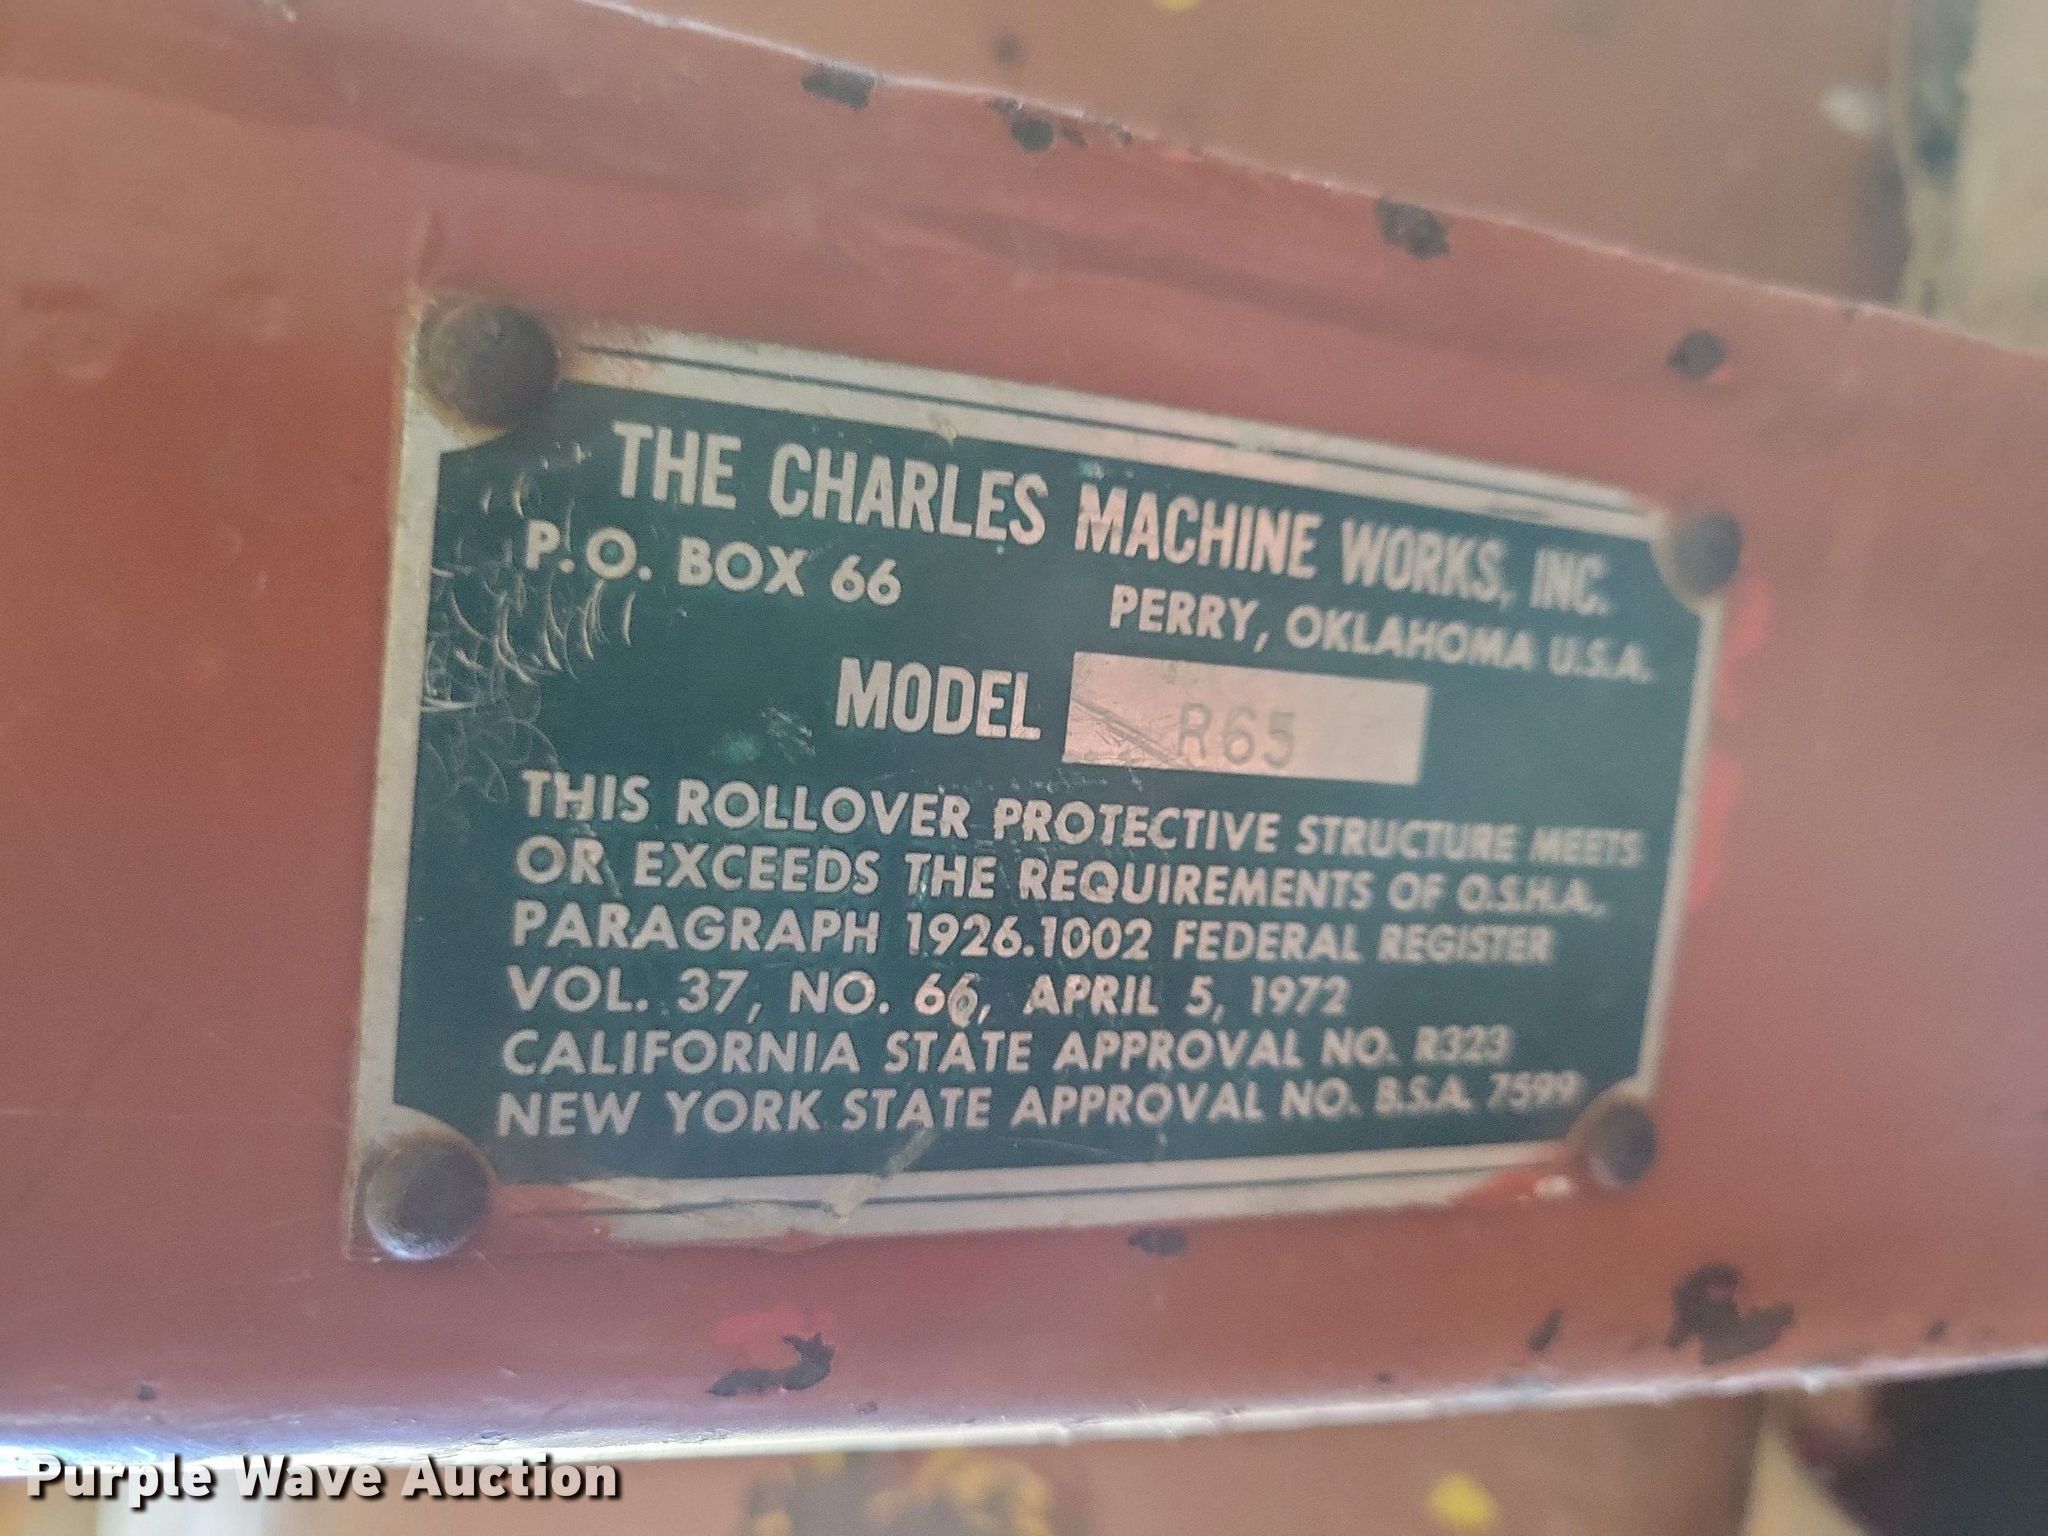 THE CHARLES MACHINE WORKS, INC.
P.O. BOX 66 PERRY, OKLAHOMA U.S.A.
MODEL R65
THIS ROLLOVER PROTECTIVE STRUCTURE MEETS
OR EXCEEDS THE REQUIREMENTS OF O.S.H.A.,
PARAGRAPH 1926.1002 FEDERAL REGISTER
VOL. 37, NO. 66, APRIL 5, 1972
CALIFORNIA STATE APPROVAL NO. R323
NEW YORK STATE APPROVAL NO. B.S.A. 7599
Purple Wave Auction